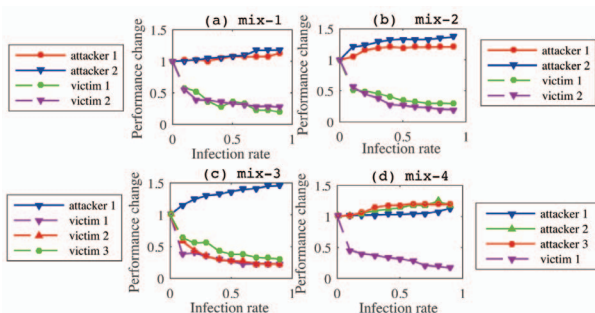 (a) mix-1
(b) mix-2
attacker 1
attacker 2
victim 1
victim 2
Performance change
1.5
1
0.5
0
0
0.5
1
Infection rate
Performance change
1.5
1
0.5
0
0
0.5
1
Infection rate
attacker 1
attacker 2
victim 1
victim 2
(c) mix-3
(d) mix-4
attacker 1
victim 1
victim 2
victim 3
Performance change
1.5
1
0.5
0
0
0.5
1
Infection rate
Performance change
1.5
1
0.5
0
0
0.5
1
Infection rate
attacker 1
attacker 2
attacker 3
victim 1